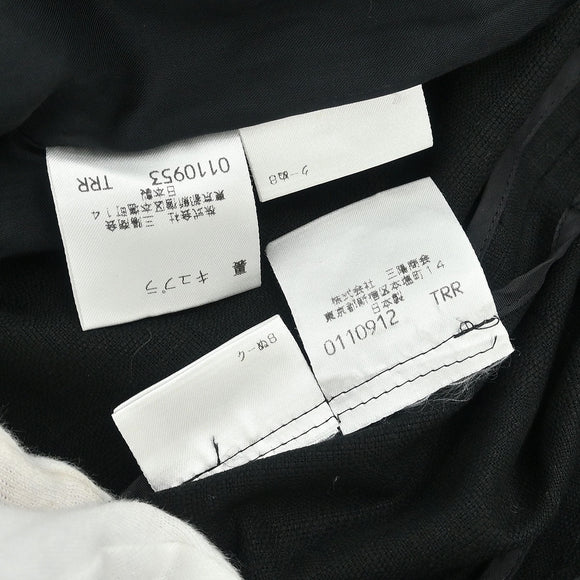 裏 キュプラ
株式会社 三陽商会
東京都新宿区本塩町14
日本製
0110953
TRR
株式会社 三陽商会
東京都新宿区本塩町14
日本製
0110912
TRR